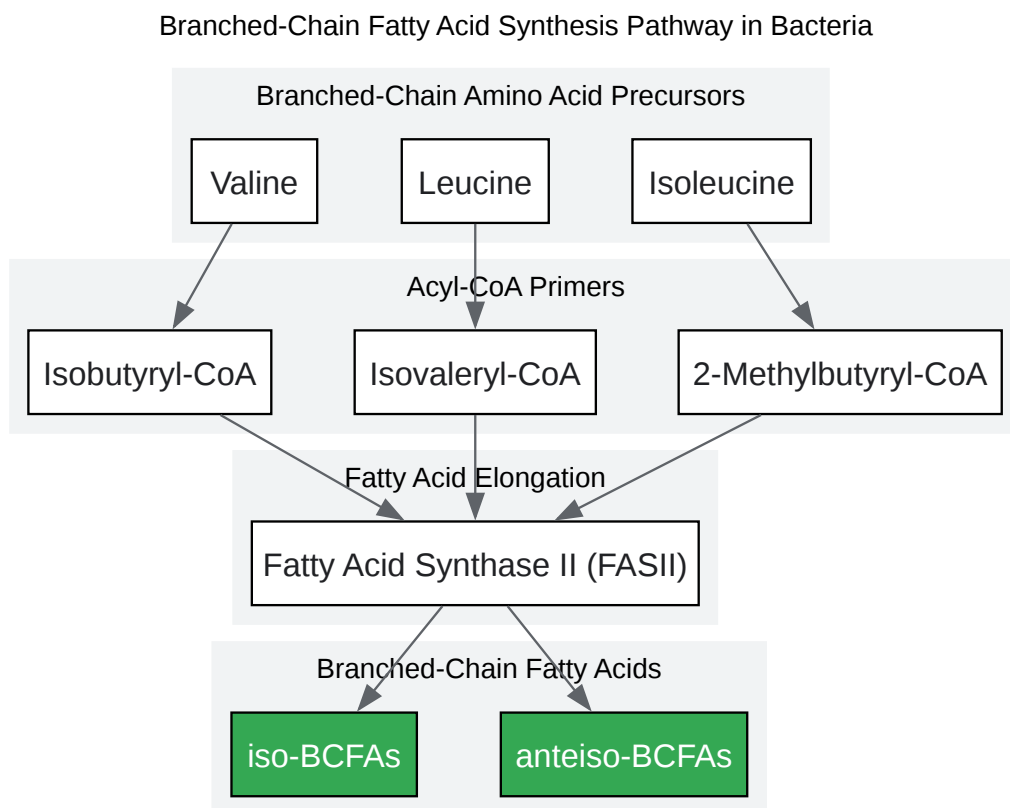 Branched-Chain Fatty Acid Synthesis Pathway in Bacteria
Branched-Chain Amino Acid Precursors
Valine
Leucine
Isoleucine
Acyl-CoA Primers
Isobutyryl-CoA
Isovaleryl-CoA
2-Methylbutyryl-CoA
Fatty Acid Elongation
Fatty Acid Synthase II (FASII)
Branched-Chain Fatty Acids
iso-BCFAs
anteiso-BCFAs